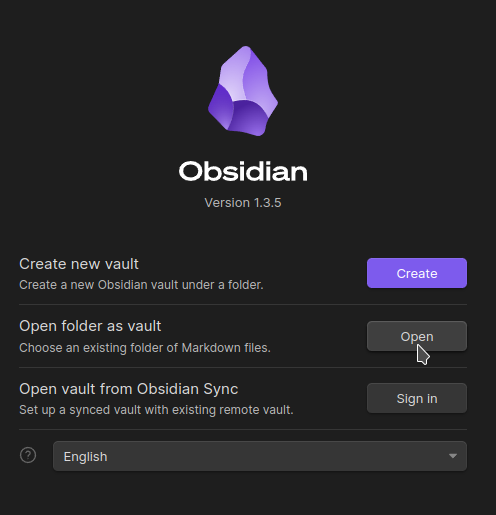 Obsidian
Version 1.3.5
Create new vault
Create a new Obsidian vault under a folder.
Create
Open folder as vault
Choose an existing folder of Markdown files.
Open
Open vault from Obsidian Sync
Set up a synced vault with existing remote vault.
Sign in
?
English